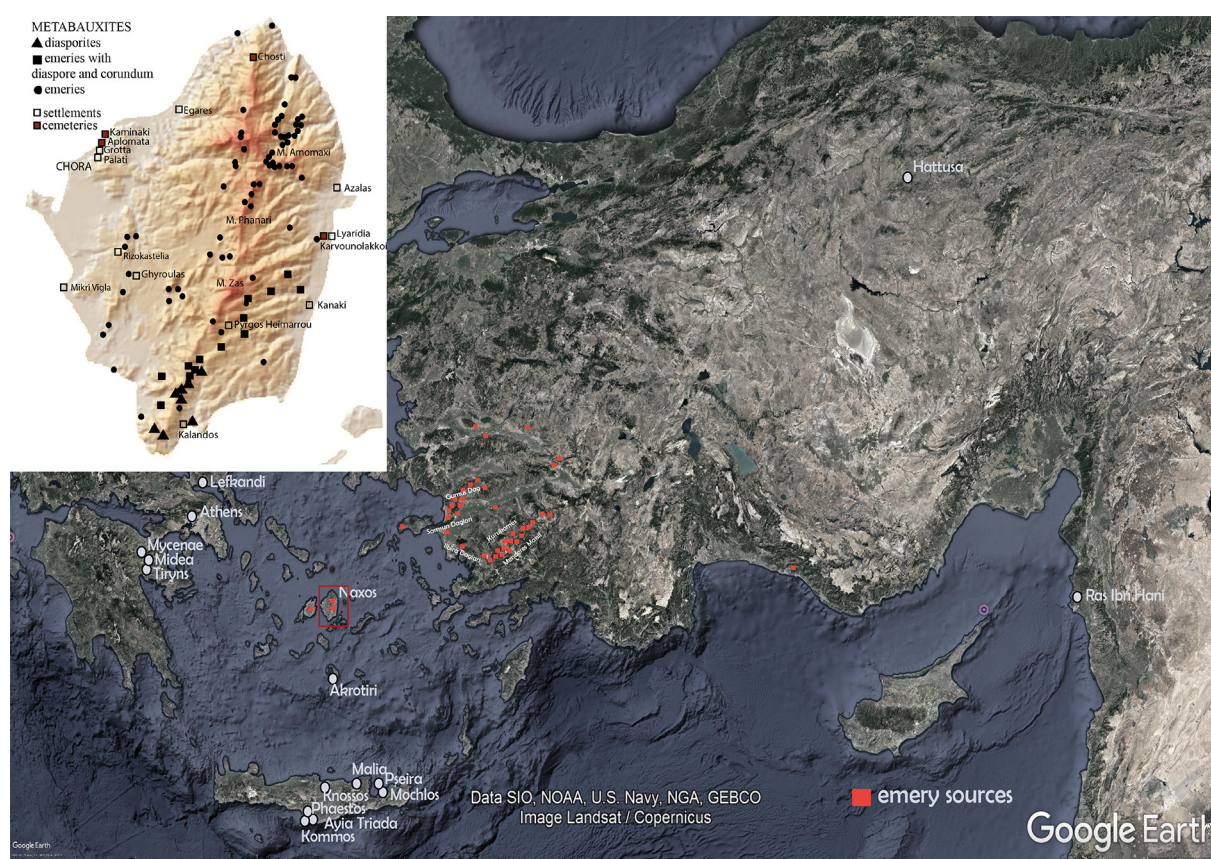 METABAUXITES
diasporites
emeries with
diaspore and corundum
emeries
settlements
cemeteries
Chosti
Egares
Kaminaki
Aplomata
Grotta
Palati
CHORA
M. Amomaxi
Azalas
M. Phanari
Lyaridia
Karvounolakkoi
Rizokastelia
Ghyroulas
M. Zas
Mikri Vigla
Kanaki
Pyrgos Heimarrou
Kalandos
Hattusa
Lefkandi
Athens
Mycenae
Midea
Tiryns
Gumus Dag
Naxos
Ras Ibn Hani
Akrotiri
Malia
Pseira
Knossos
Mochlos
Phaestos
Ayia Triada
Kommos
Data SIO, NOAA, U.S. Navy, NGA, GEBCO
Image Landsat / Copernicus
emery sources
Google Earth
Google Earth